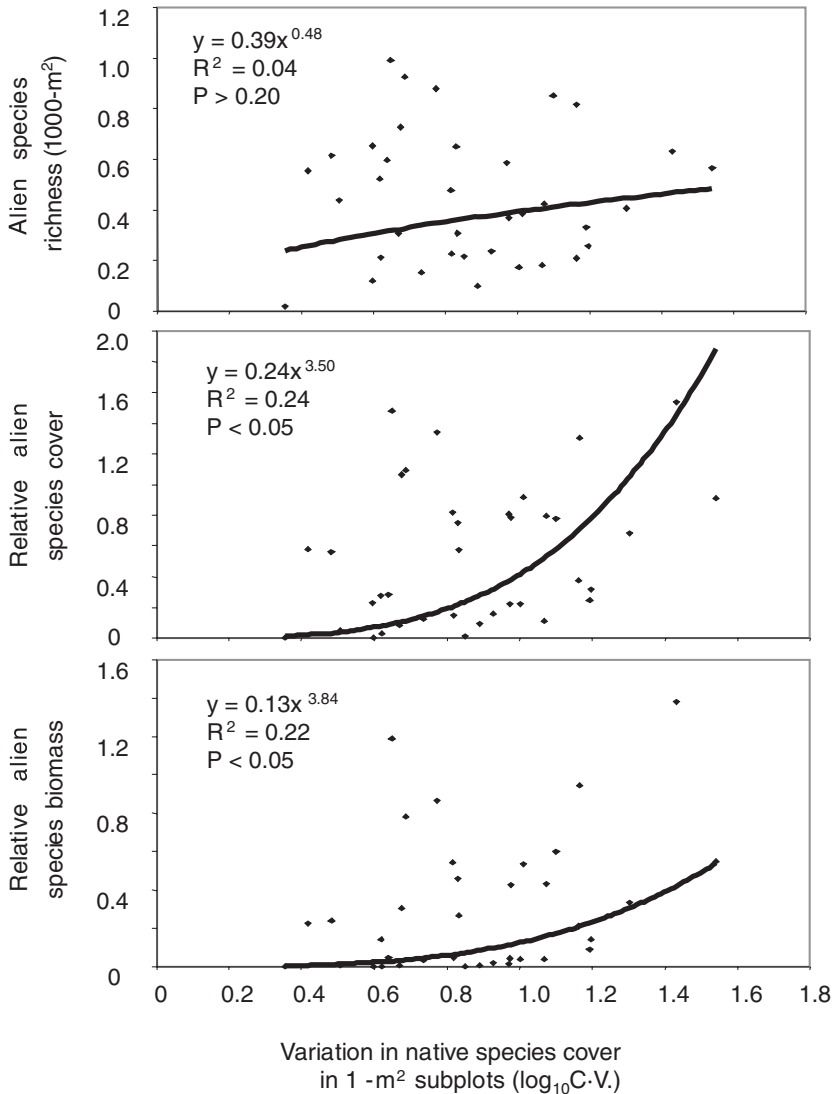 Alien species
richness (1000-m²)
1.2
1.0
0.8
0.6
0.4
0.2
0
y = 0.39x^0.48
R² = 0.04
P > 0.20
Relative alien
species cover
2.0
1.6
1.2
0.8
0.4
0
y = 0.24x^3.50
R² = 0.24
P < 0.05
Relative alien
species biomass
1.6
1.2
0.8
0.4
0
y = 0.13x^3.84
R² = 0.22
P < 0.05
0 0.2 0.4 0.6 0.8 1.0 1.2 1.4 1.6 1.8
Variation in native species cover
in 1 -m² subplots (log₁₀C·V.)